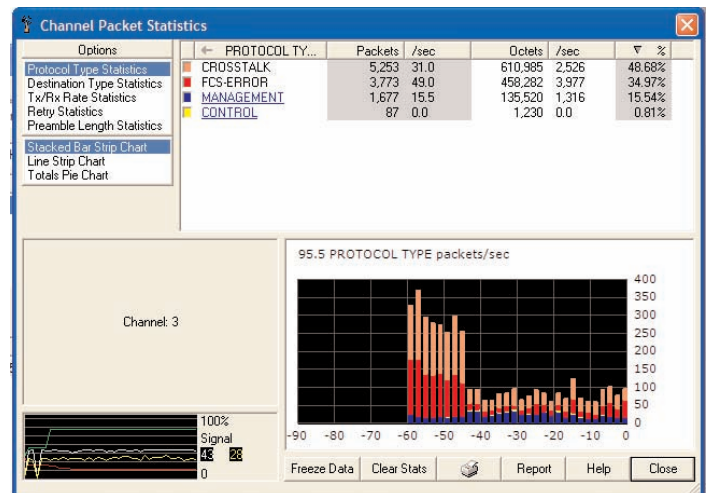 Channel Packet Statistics
Options
Protocol Type Statistics
Destination Type Statistics
Tx/Rx Rate Statistics
Retry Statistics
Preamble Length Statistics
Stacked Bar Strip Chart
Line Strip Chart
Totals Pie Chart
← PROTOCOL TY... Packets /sec Octets /sec %
CROSSTALK 5,253 31.0 610,985 2,526 48.68%
FCS-ERROR 3,773 49.0 458,282 3,977 34.97%
MANAGEMENT 1,677 15.5 135,520 1,316 15.54%
CONTROL 87 0.0 1,230 0.0 0.81%
Channel: 3
95.5 PROTOCOL TYPE packets/sec
400
350
300
250
200
150
100
50
0
-90 -80 -70 -60 -50 -40 -30 -20 -10 0
100%
Signal
43 28
0
Freeze Data Clear Stats Report Help Close